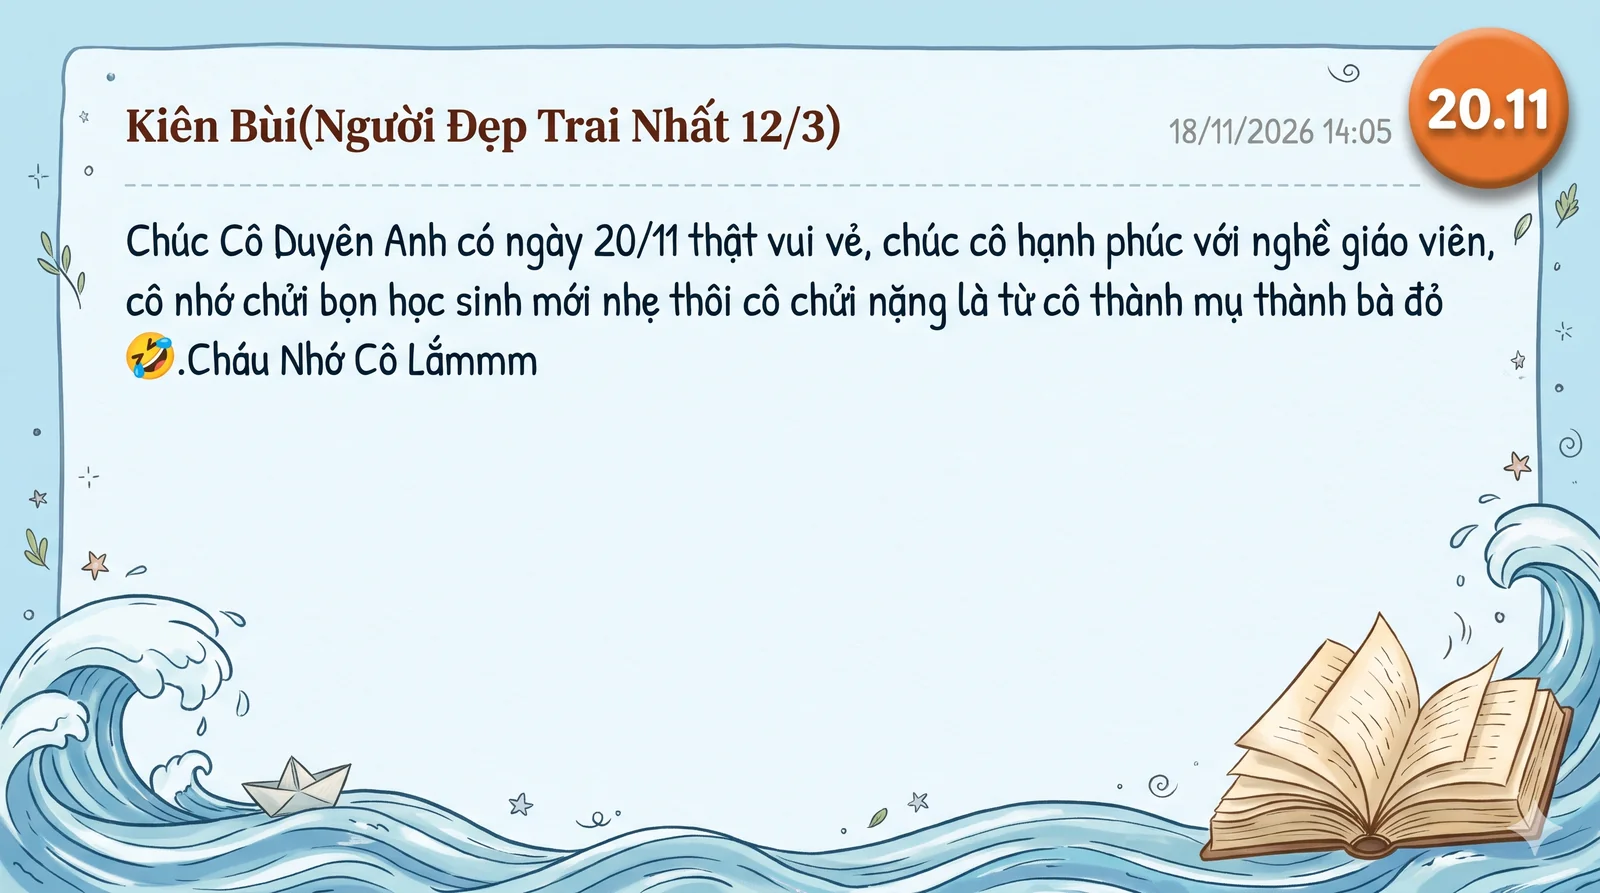 Kiên Bùi(Người Đẹp Trai Nhất 12/3)
18/11/2026 14:05
20.11
Chúc Cô Duyên Anh có ngày 20/11 thật vui vẻ, chúc cô hạnh phúc với nghề giáo viên,
cô nhớ chửi bọn học sinh mới nhẹ thôi cô chửi nặng là từ cô thành mụ thành bà đỏ
🤣.Cháu Nhớ Cô Lắmmm